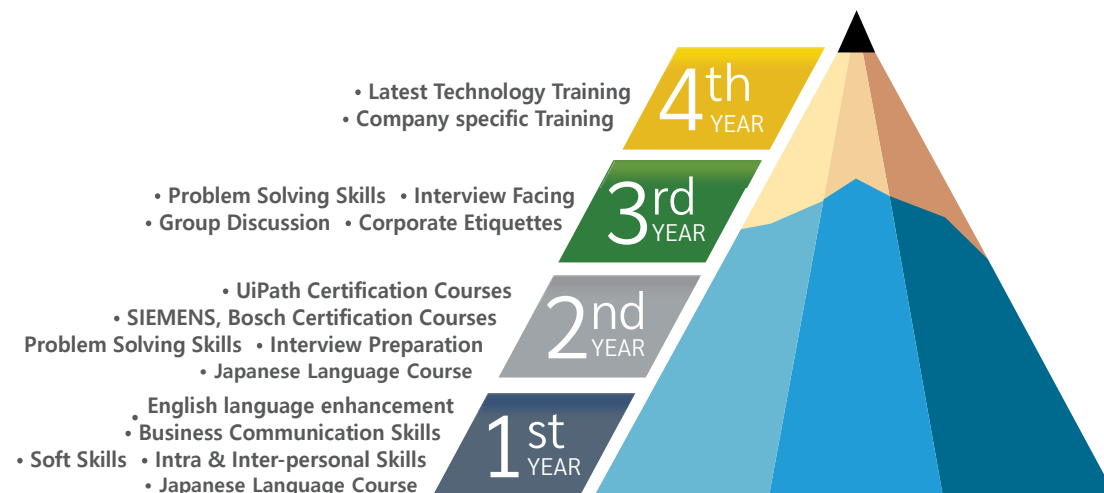 • Latest Technology Training
• Company specific Training
4th
YEAR
• Problem Solving Skills • Interview Facing
• Group Discussion • Corporate Etiquettes
3rd
YEAR
• UiPath Certification Courses
• SIEMENS, Bosch Certification Courses
Problem Solving Skills • Interview Preparation
• Japanese Language Course
2nd
YEAR
• English language enhancement
• Business Communication Skills
• Soft Skills • Intra & Inter-personal Skills
• Japanese Language Course
1st
YEAR